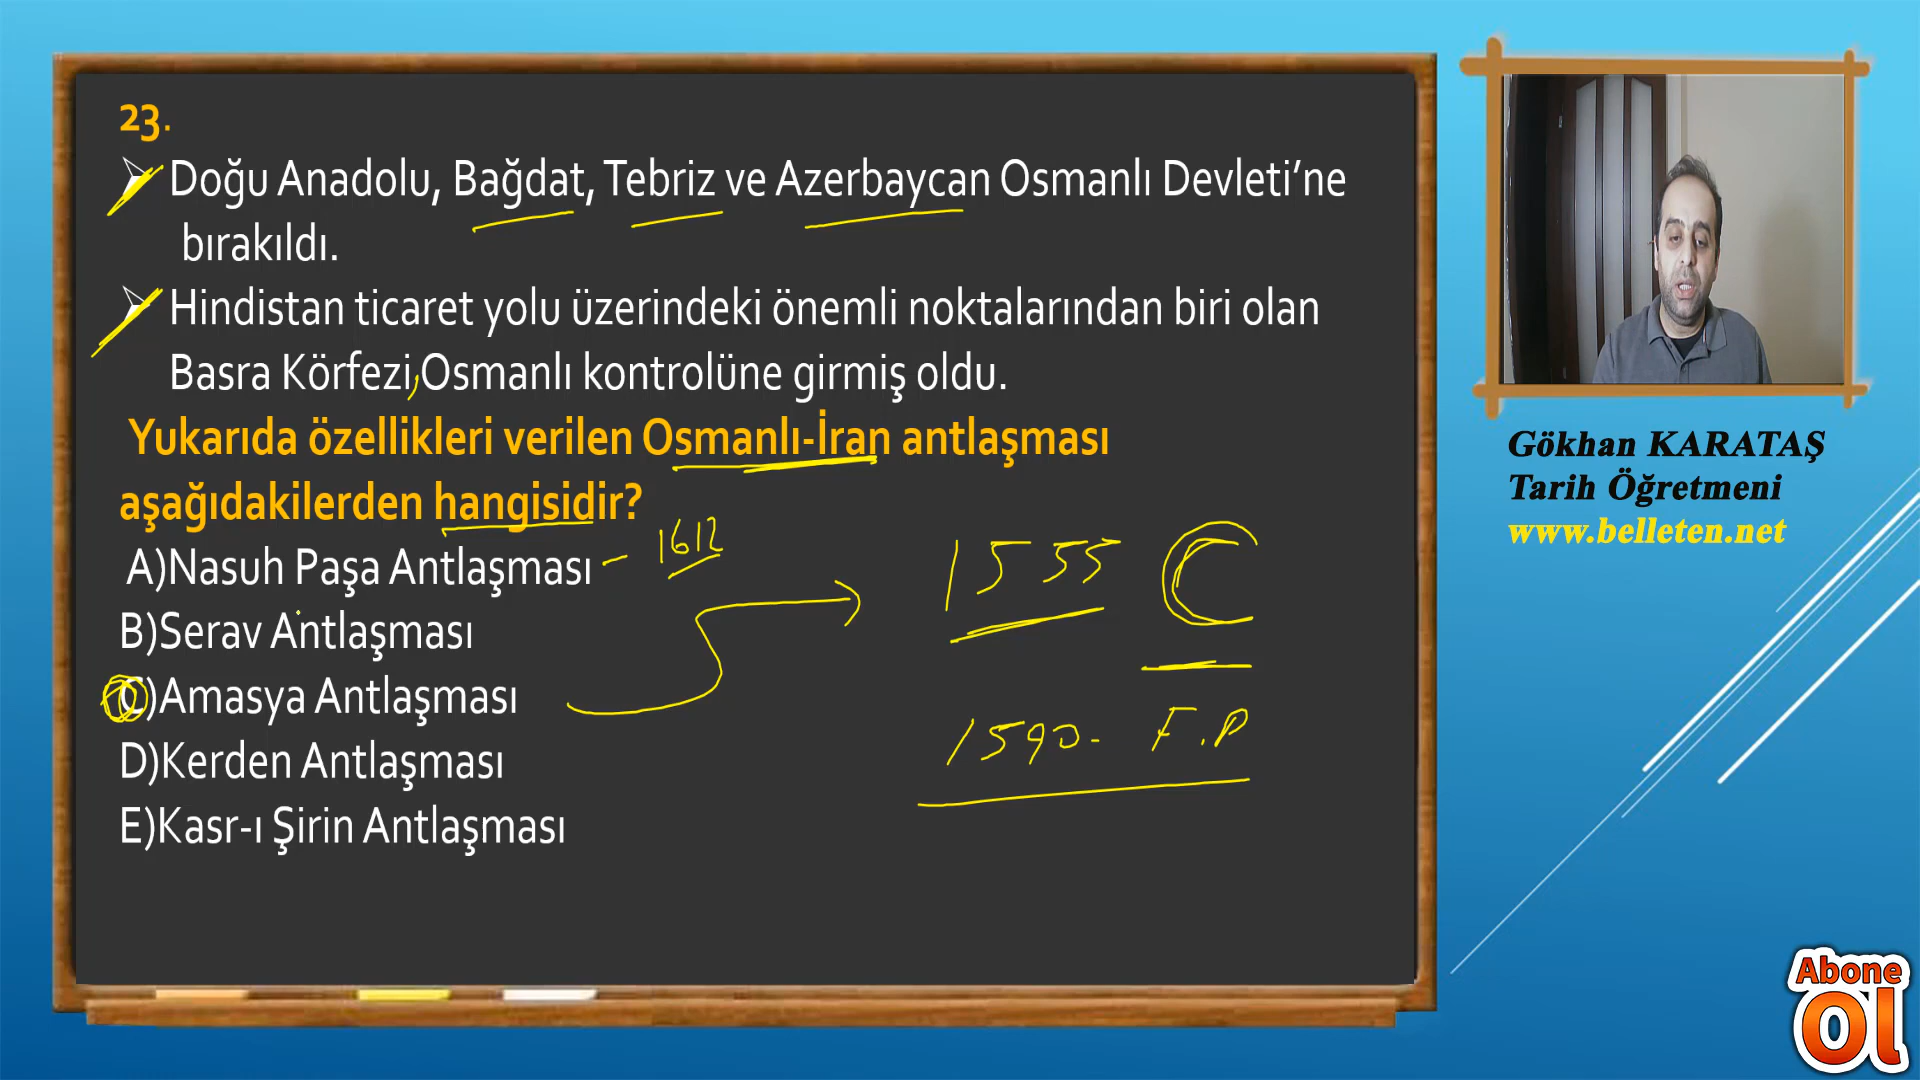 23.
Doğu Anadolu, Bağdat, Tebriz ve Azerbaycan Osmanlı Devleti’ne
bırakıldı.
Hindistan ticaret yolu üzerindeki önemli noktalarından biri olan
Basra Körfezi,Osmanlı kontrolüne girmiş oldu.
Yukarıda özellikleri verilen Osmanlı-İran antlaşması
aşağıdakilerden hangisidir?
A)Nasuh Paşa Antlaşması - 1612
B)Serav Antlaşması
C)Amasya Antlaşması
D)Kerden Antlaşması
E)Kasr-ı Şirin Antlaşması
1555 C
1590- F.P
Gökhan KARATAŞ
Tarih Öğretmeni
www.belleten.net
Abone
Ol